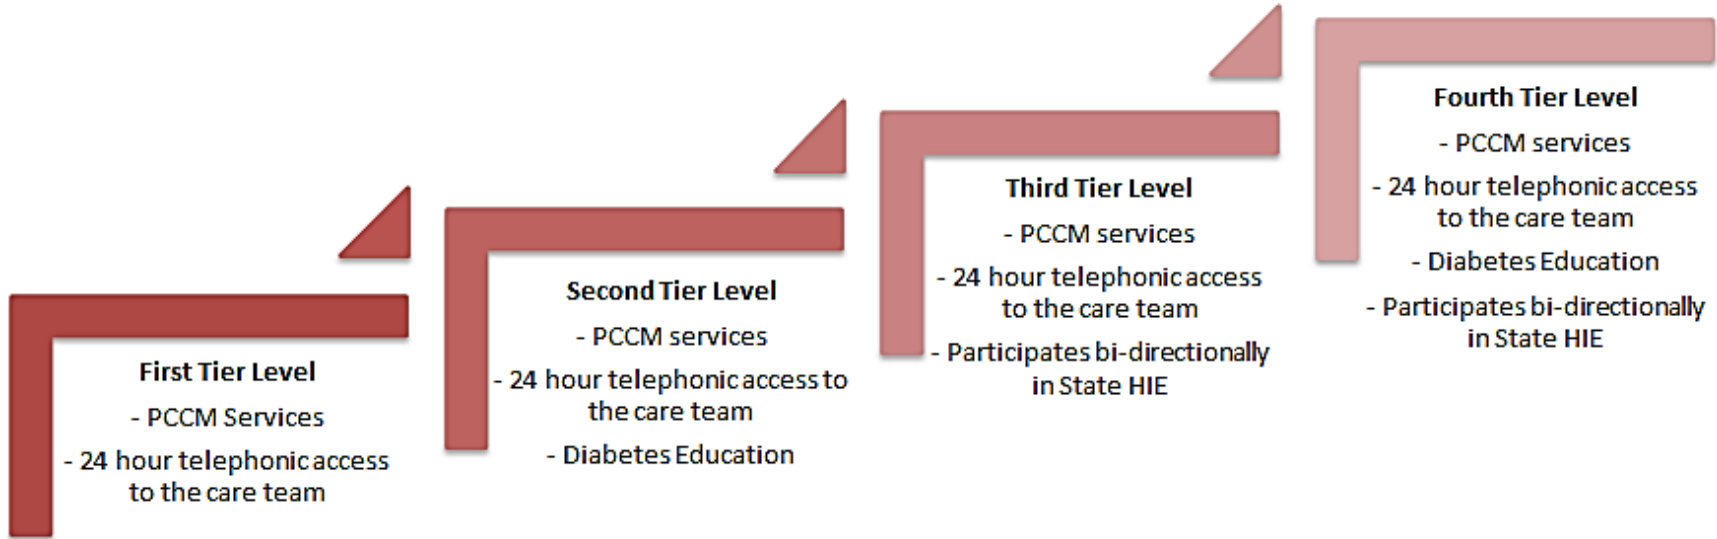 First Tier Level
- PCCM Services
- 24 hour telephonic access
to the care team
Second Tier Level
- PCCM services
- 24 hour telephonic access to
the care team
- Diabetes Education
Third Tier Level
- PCCM services
- 24 hour telephonic access
to the care team
- Participates bi-directionally
in State HIE
Fourth Tier Level
- PCCM services
- 24 hour telephonic access
to the care team
- Diabetes Education
- Participates bi-directionally
in State HIE